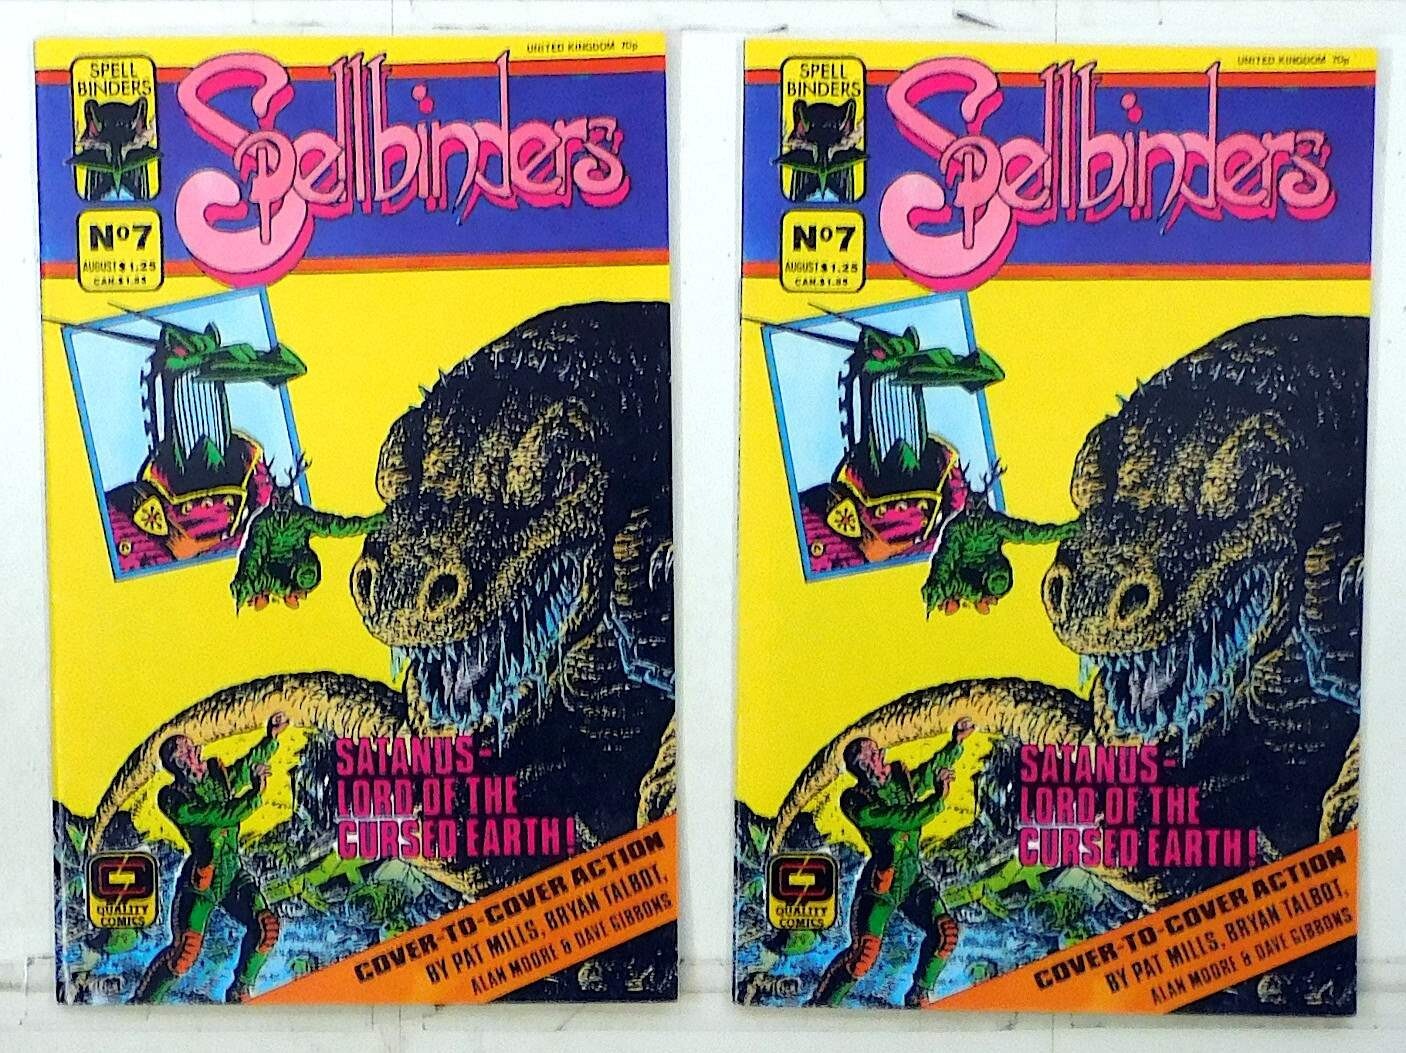 UNITED KINGDOM 70p
SPELL
BINDERS
Spellbinders
Nº7
AUGUST $1.25
CAN.$1.85
SATANUS-
LORD OF THE
CURSED EARTH!
QUALITY
COMICS
COVER-TO-COVER ACTION
BY PAT MILLS, BRYAN TALBOT,
ALAN MOORE & DAVE GIBBONS
UNITED KINGDOM 70p
SPELL
BINDERS
Spellbinders
Nº7
AUGUST $1.25
CAN.$1.85
SATANUS-
LORD OF THE
CURSED EARTH!
QUALITY
COMICS
COVER-TO-COVER ACTION
BY PAT MILLS, BRYAN TALBOT,
ALAN MOORE & DAVE GIBBONS